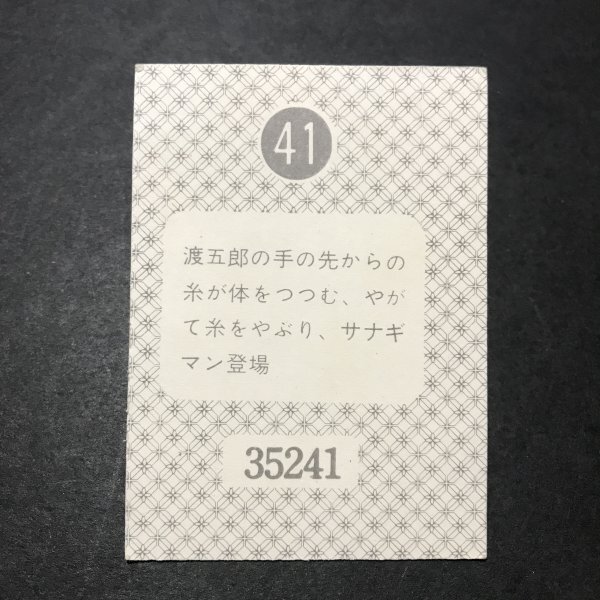 41
渡五郎の手の先からの
糸が体をつつむ、やが
て糸をやぶり、サナギ
マン登場
35241